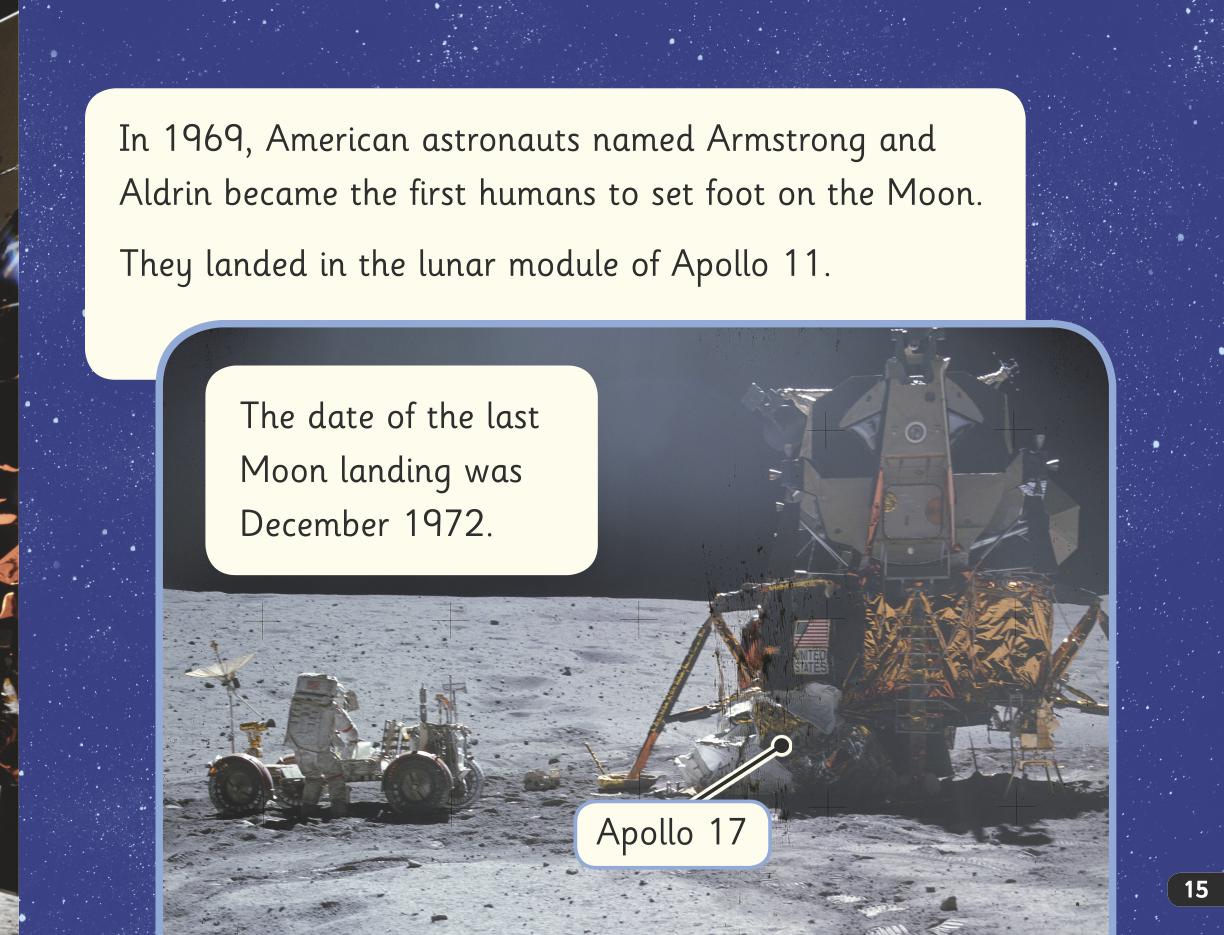 In 1969, American astronauts named Armstrong and
Aldrin became the first humans to set foot on the Moon.
They landed in the lunar module of Apollo 11.
The date of the last
Moon landing was
December 1972.
UNITED
STATES
Apollo 17
15